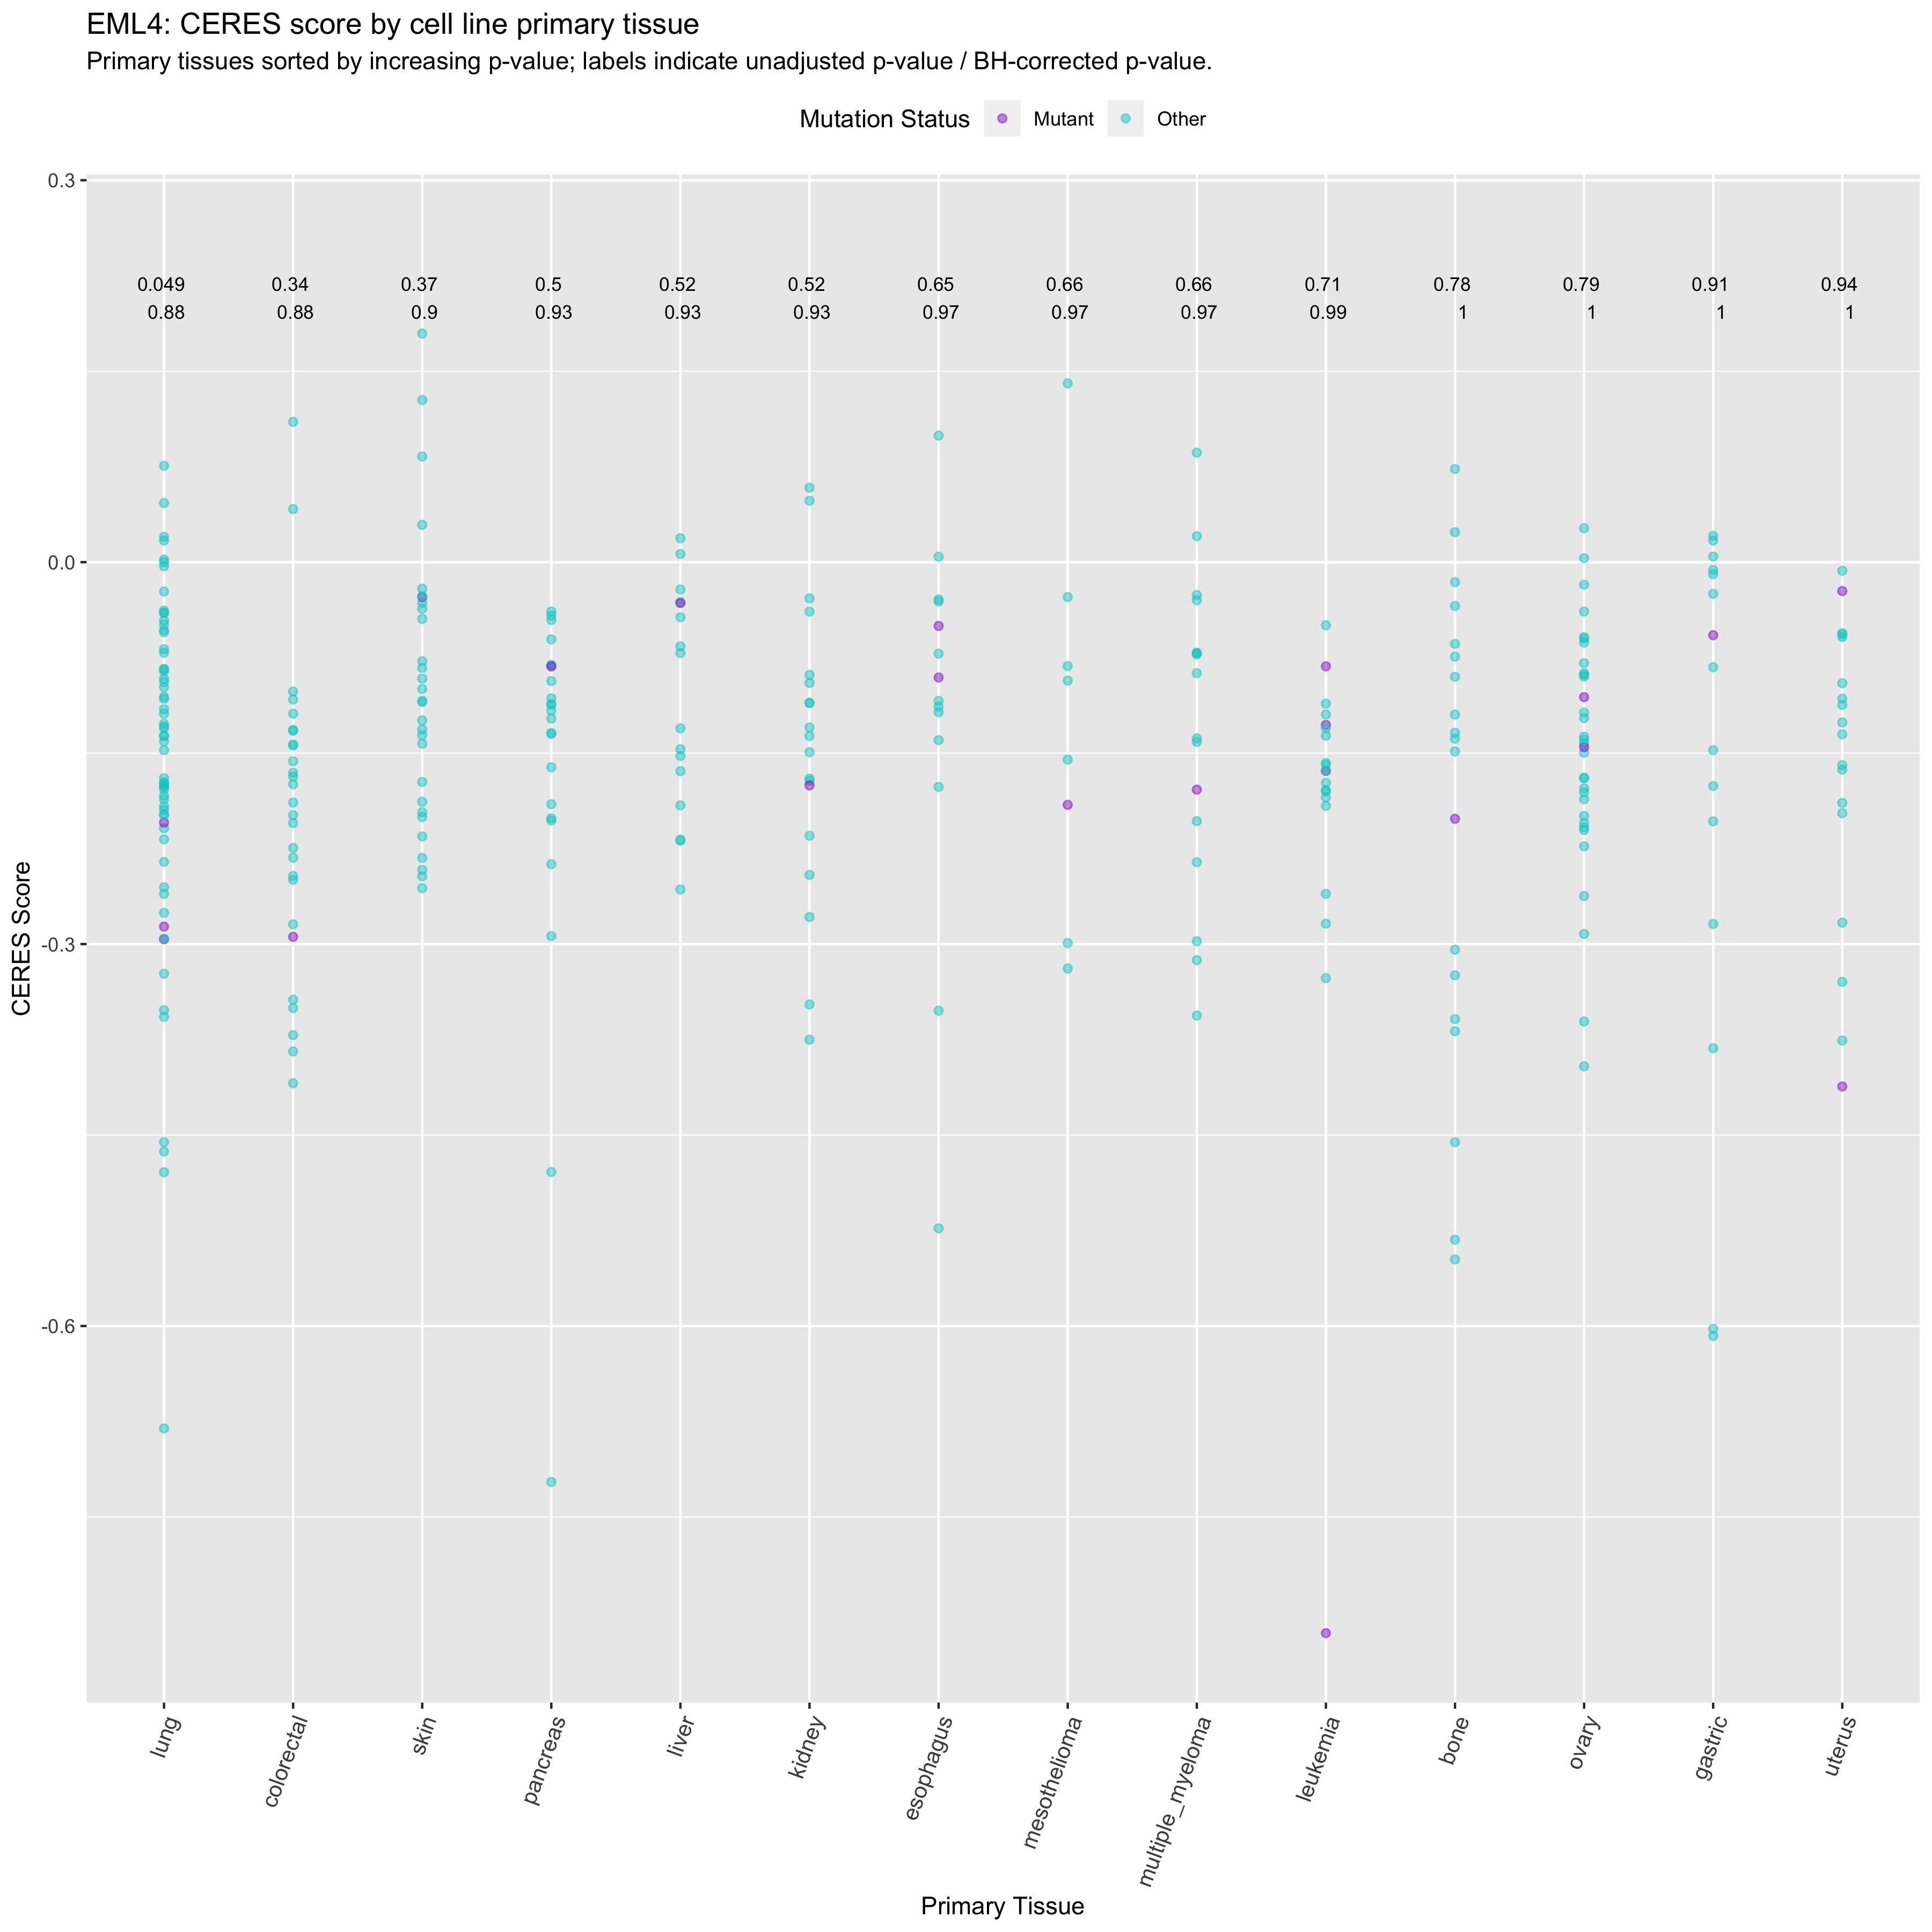 EML4: CERES score by cell line primary tissue
Primary tissues sorted by increasing p-value; labels indicate unadjusted p-value / BH-corrected p-value.
Mutation Status Mutant Other
0.3
0.049 0.34 0.37 0.5 0.52 0.52 0.65 0.66 0.66 0.71 0.78 0.79 0.91 0.94
0.88 0.88 0.9 0.93 0.93 0.93 0.97 0.97 0.97 0.99 1 1 1 1
0.0
-0.3
-0.6
CERES Score
lung colorectal skin pancreas liver kidney esophagus mesothelioma multiple_myeloma leukemia bone ovary gastric uterus
Primary Tissue